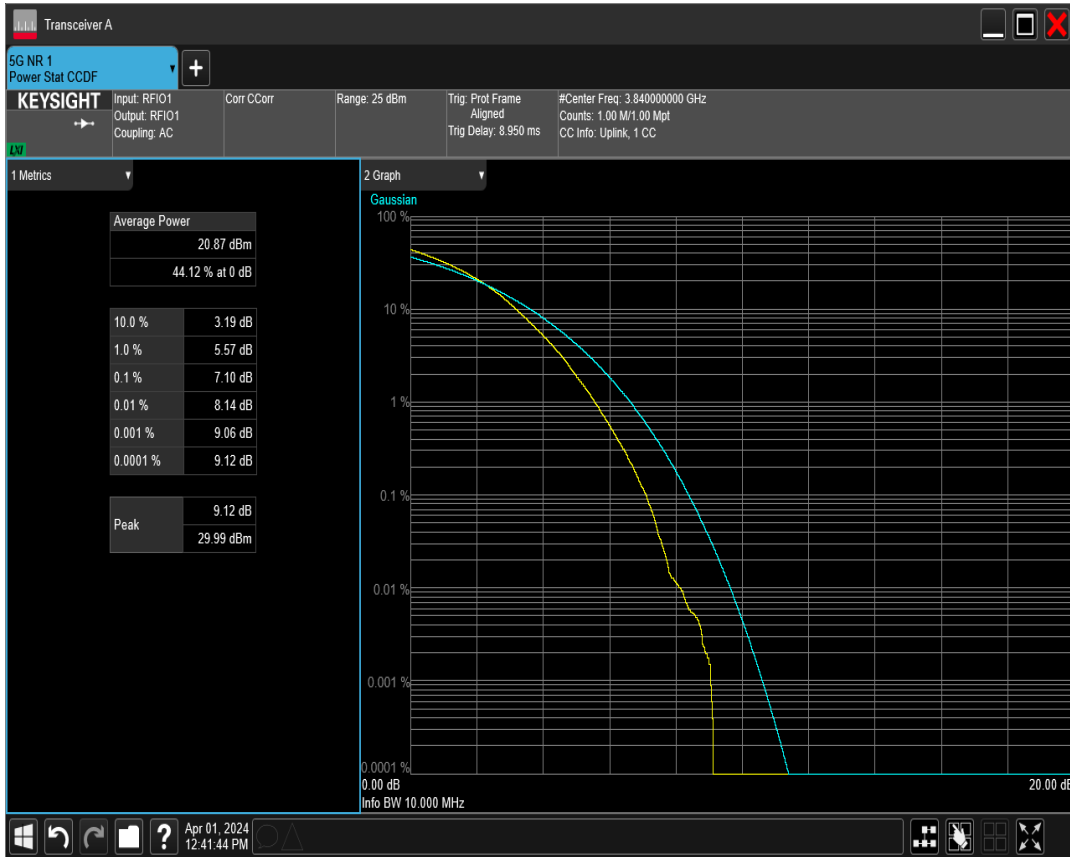 Transceiver A
5G NR 1
Power Stat CCDF
KEYSIGHT
LXI
Input: RFIO1
Output: RFIO1
Coupling: AC
Corr CCorr
Range: 25 dBm
Trig: Prot Frame
Aligned
Trig Delay: 8.950 ms
#Center Freq: 3.840000000 GHz
Counts: 1.00 M/1.00 Mpt
CC Info: Uplink, 1 CC
1 Metrics
Average Power
20.87 dBm
44.12 % at 0 dB
10.0 % 3.19 dB
1.0 % 5.57 dB
0.1 % 7.10 dB
0.01 % 8.14 dB
0.001 % 9.06 dB
0.0001 % 9.12 dB
Peak 9.12 dB
29.99 dBm
2 Graph
Gaussian
100 %
10 %
1 %
0.1 %
0.01 %
0.001 %
0.0001 %
0.00 dB 20.00 dB
Info BW 10.000 MHz
?
Apr 01, 2024
12:41:44 PM